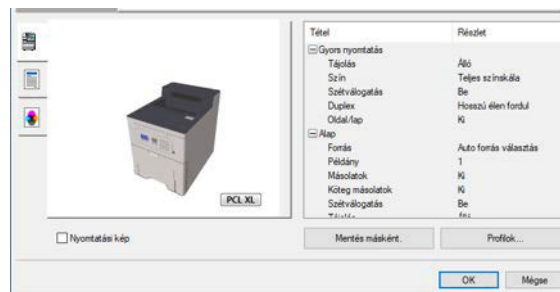 Tétel Részlet
Gyors nyomtatás
Tájolás Álló
Szín Teljes színskála
Szétválogatás Be
Duplex Hosszú élen fordul
Oldal/lap Ki
Alap
Forrás Auto forrás választás
Példány 1
Másolatok Ki
Köteg másolatok Ki
Szétválogatás Be
Tájolás Álló
PCL XL
Nyomtatási kép
Mentés másként. Profilok...
OK Mégse